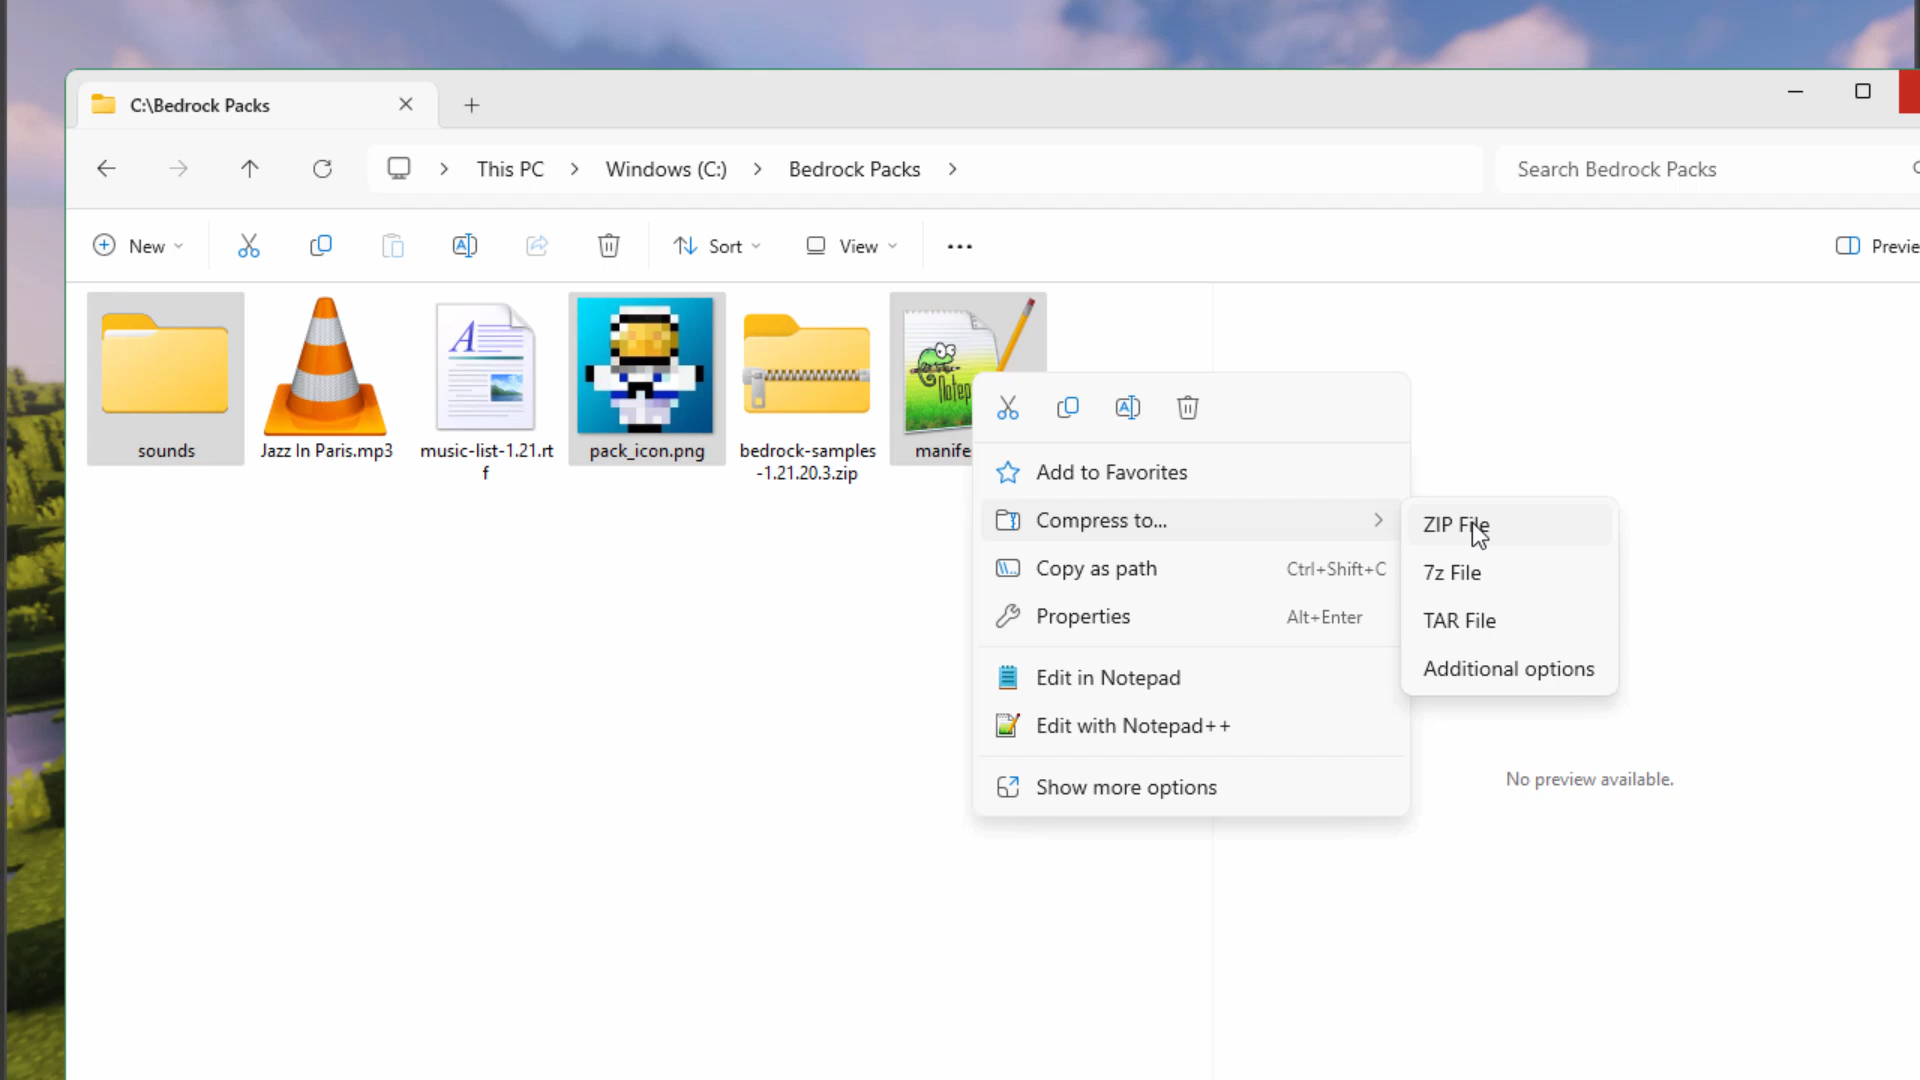 C:\Bedrock Packs
This PC
Windows (C:)
Bedrock Packs
Search Bedrock Packs
New
Sort
View
sounds
Jazz In Paris.mp3
music-list-1.21.rt
f
pack_icon.png
bedrock-samples
-1.21.20.3.zip
Add to Favorites
Compress to...
Copy as path Ctrl+Shift+C
Properties Alt+Enter
Edit in Notepad
Edit with Notepad++
Show more options
ZIP File
7z File
TAR File
Additional options
No preview available.